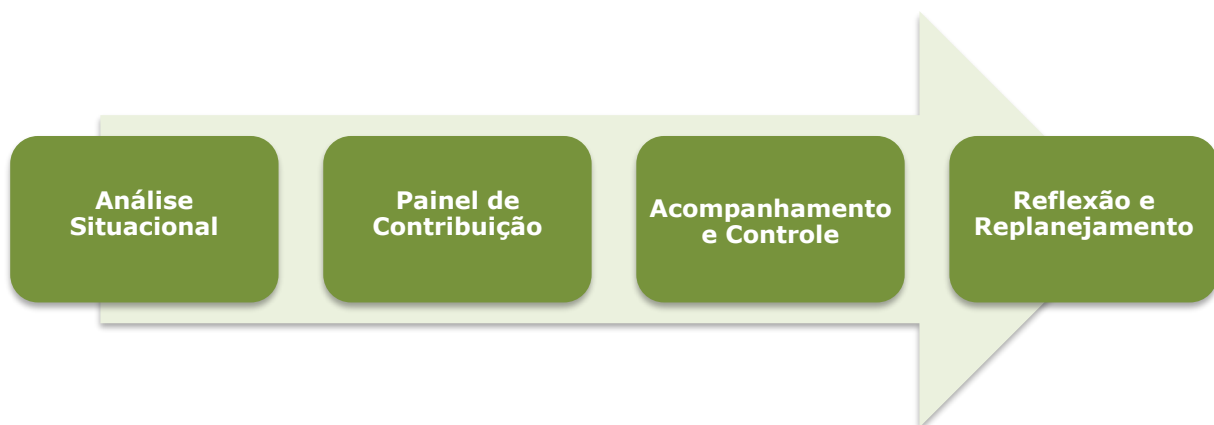 Análise
Situacional
Painel de
Contribuição
Acompanhamento
e Controle
Reflexão e
Replanejamento